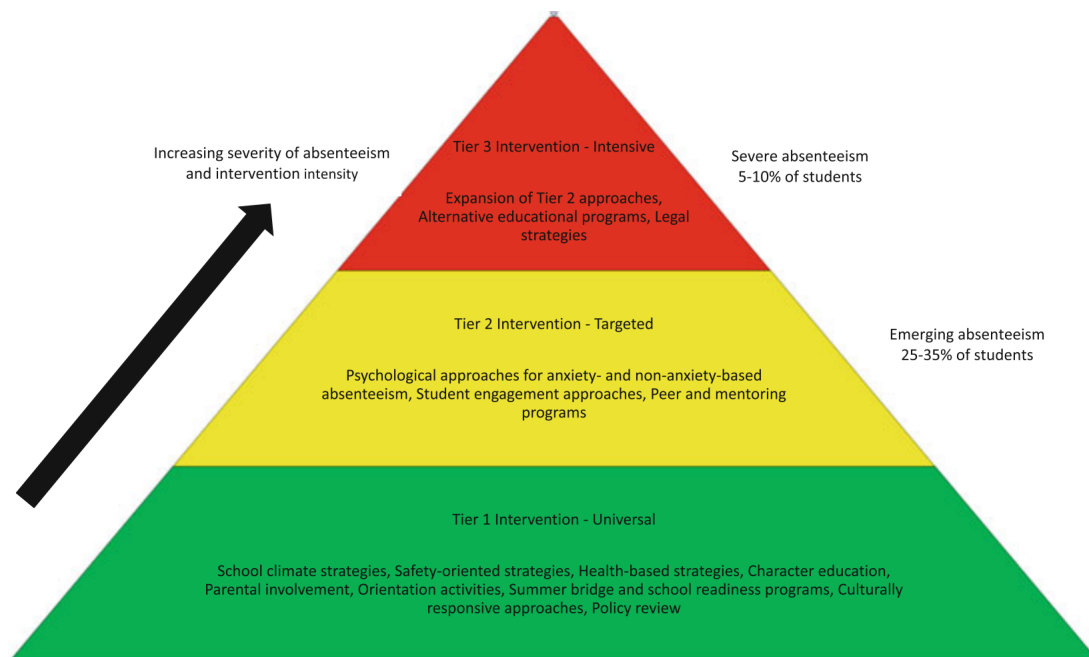 Tier 3 Intervention - Intensive
Increasing severity of absenteeism
and intervention intensity
Severe absenteeism
5-10% of students
Expansion of Tier 2 approaches,
Alternative educational programs, Legal
strategies
Tier 2 Intervention - Targeted
Emerging absenteeism
25-35% of students
Psychological approaches for anxiety- and non-anxiety-based
absenteeism, Student engagement approaches, Peer and mentoring
programs
Tier 1 Intervention - Universal
School climate strategies, Safety-oriented strategies, Health-based strategies, Character education,
Parental involvement, Orientation activities, Summer bridge and school readiness programs, Culturally
responsive approaches, Policy review